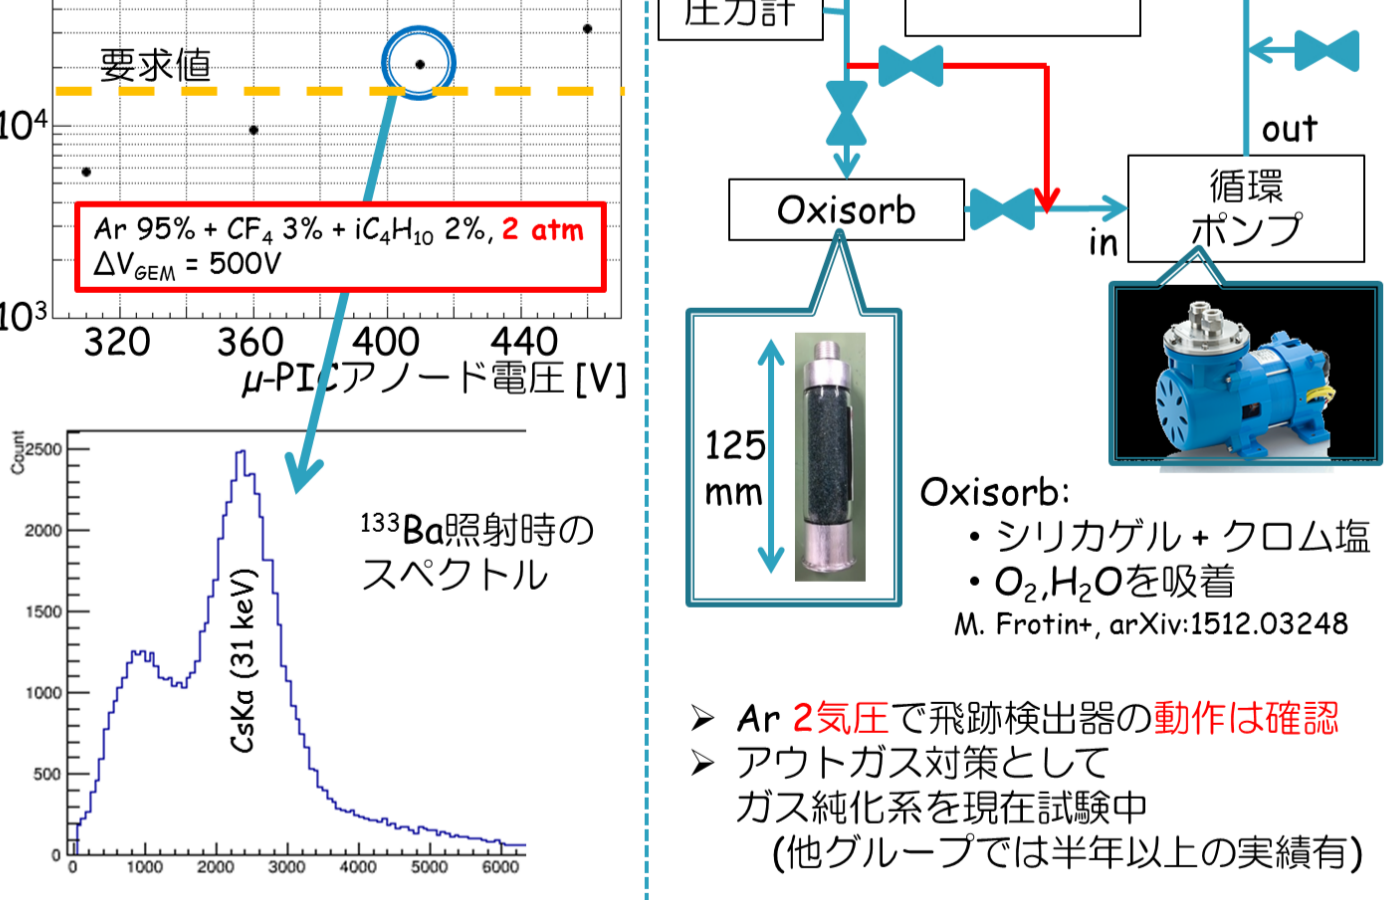 要求値
10⁴
Ar 95% + CF₄ 3% + iC₄H₁₀ 2%, 2 atm
ΔV_GEM = 500V
10³
320 360 400 440
μ-PICアノード電圧 [V]
Count
2500
2000
1500
1000
500
0
0 1000 2000 3000 4000 5000 6000
CsKα (31 keV)
¹³³Ba照射時の
スペクトル
圧力計
out
Oxisorb
in
循環
ポンプ
125
mm
Oxisorb:
• シリカゲル + クロム塩
• O₂,H₂Oを吸着
M. Frotin+, arXiv:1512.03248
➢ Ar 2気圧で飛跡検出器の動作は確認
➢ アウトガス対策として
ガス純化系を現在試験中
(他グループでは半年以上の実績有)